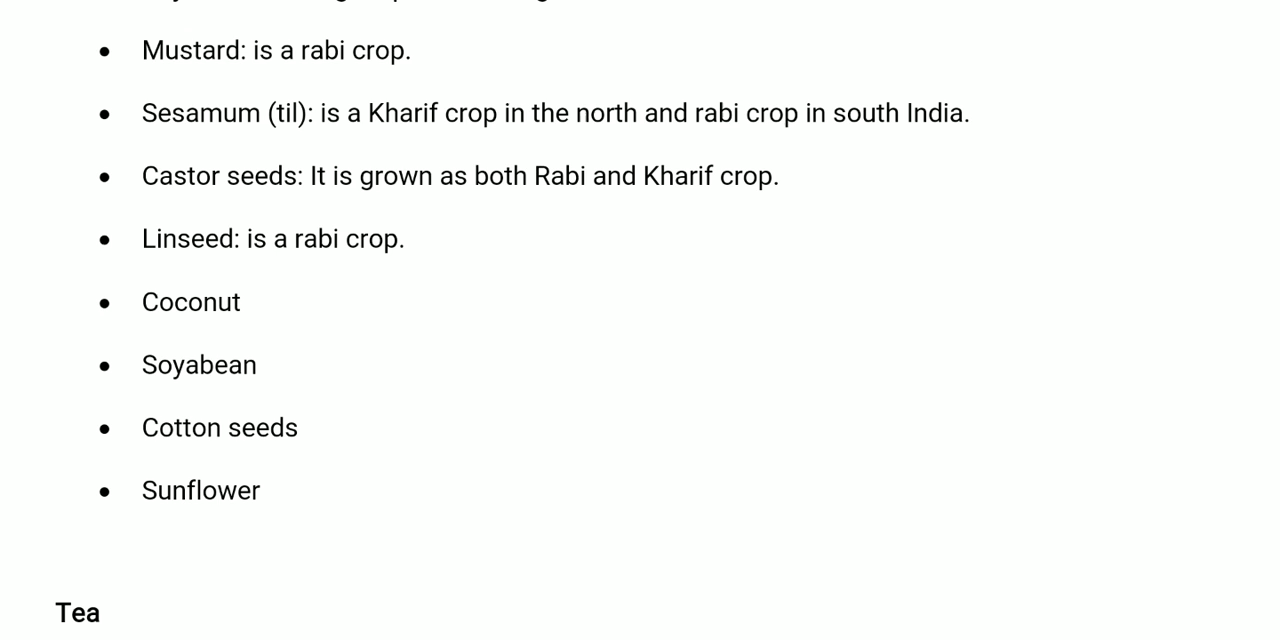 • Mustard: is a rabi crop.
• Sesamum (til): is a Kharif crop in the north and rabi crop in south India.
• Castor seeds: It is grown as both Rabi and Kharif crop.
• Linseed: is a rabi crop.
• Coconut
• Soyabean
• Cotton seeds
• Sunflower
Tea